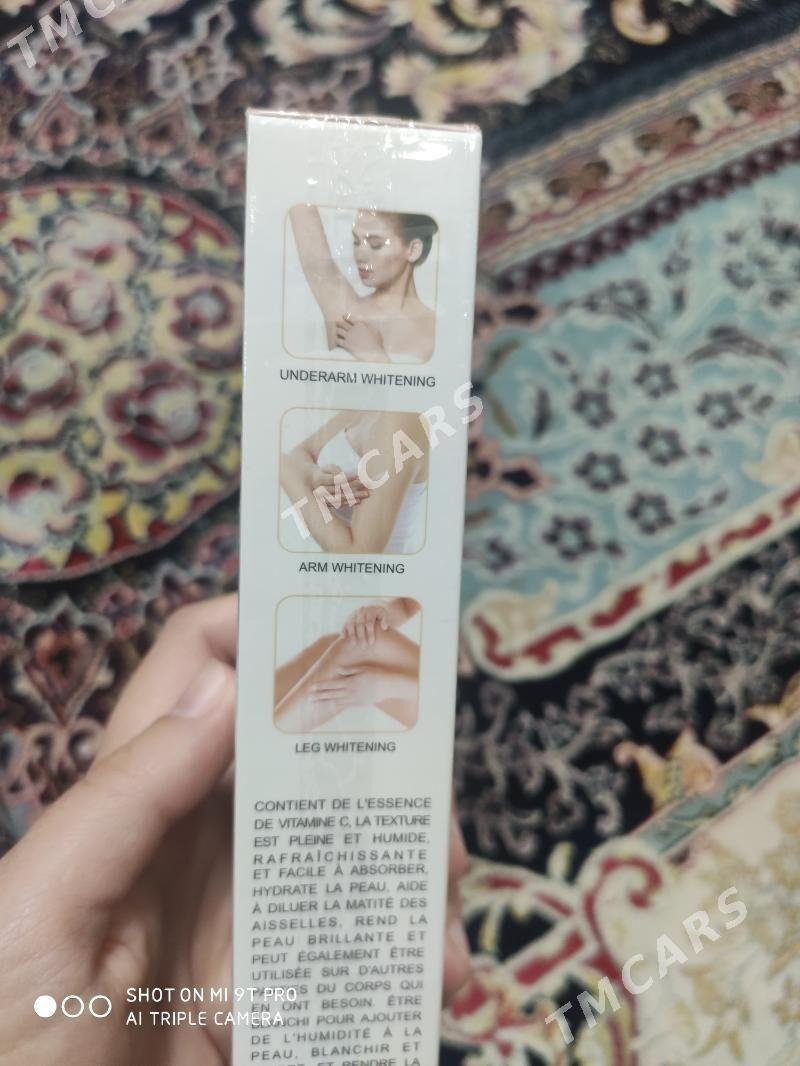 TMCARS
UNDERARM WHITENING
TMCARS
ARM WHITENING
LEG WHITENING
CONTIENT DE L'ESSENCE
DE VITAMINE C, LA TEXTURE
EST PLEINE ET HUMIDE,
RAFRAÎCHISSANTE
ET FACILE À ABSORBER,
HYDRATE LA PEAU, AIDE
À DILUER LA MATITÉ DES
AISSELLES, REND LA
PEAU BRILLANTE ET
PEUT ÉGALEMENT ÊTRE
UTILISÉE SUR D'AUTRES
DU CORPS QUI
EN ONT BESOIN. ÊTRE
POUR AJOUTER
DE L'HUMIDITÉ À LA
PEAU, BLANCHIR ET
ET RENDRE LA
TMCARS
SHOT ON MI 9T PRO
AI TRIPLE CAMERA